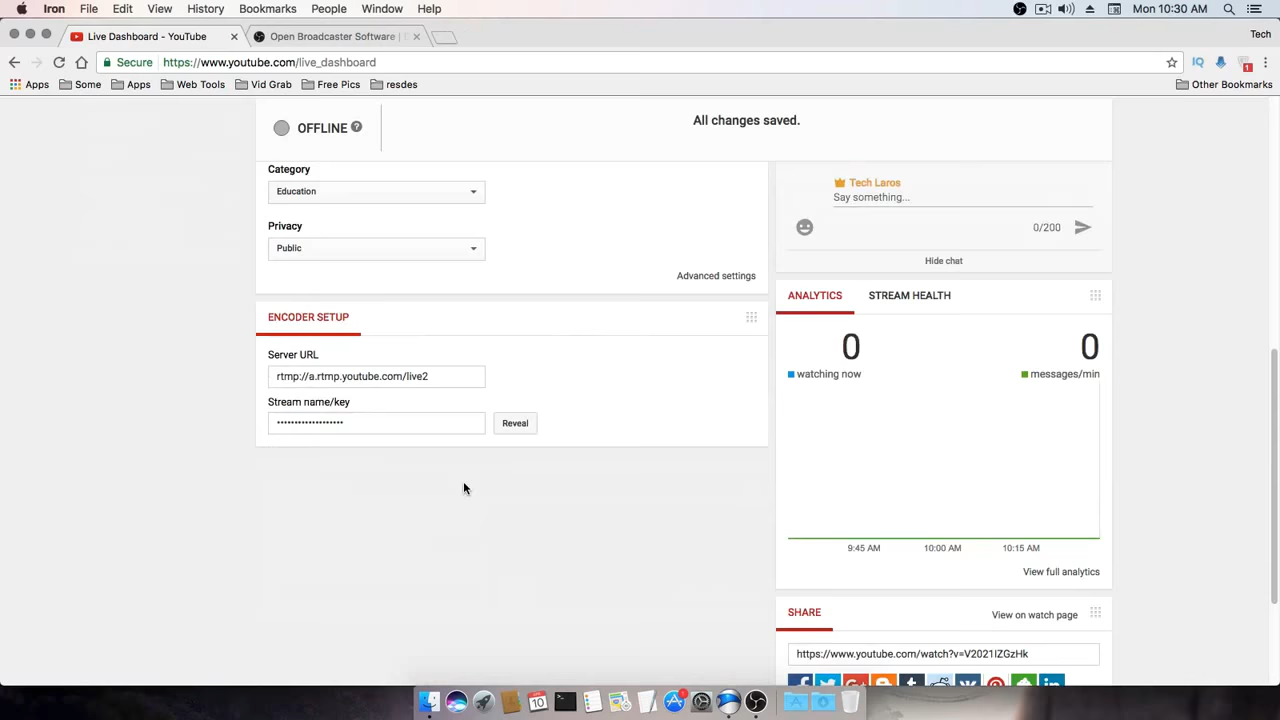 Iron File Edit View History Bookmarks People Window Help Mon 10:30 AM
Live Dashboard - YouTube Open Broadcaster Software | Tech
Secure https://www.youtube.com/live_dashboard IQ 1
Apps Some Apps Web Tools Vid Grab Free Pics resdes Other Bookmarks
OFFLINE ? All changes saved.
Category
Education
Privacy
Public
Advanced settings
ENCODER SETUP
Server URL
rtmp://a.rtmp.youtube.com/live2
Stream name/key
••••••••••••••••••• Reveal
Tech Laros
Say something...
0/200
Hide chat
ANALYTICS STREAM HEALTH
0 0
watching now messages/min
9:45 AM 10:00 AM 10:15 AM
View full analytics
SHARE View on watch page
https://www.youtube.com/watch?v=V2021IZGzHk
10 1